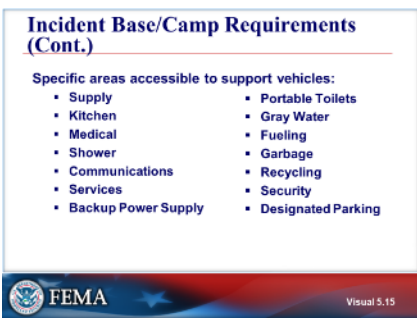 Incident Base/Camp Requirements
(Cont.)
Specific areas accessible to support vehicles:
▪ Supply
▪ Kitchen
▪ Medical
▪ Shower
▪ Communications
▪ Services
▪ Backup Power Supply
▪ Portable Toilets
▪ Gray Water
▪ Fueling
▪ Garbage
▪ Recycling
▪ Security
▪ Designated Parking
FEMA
Visual 5.15